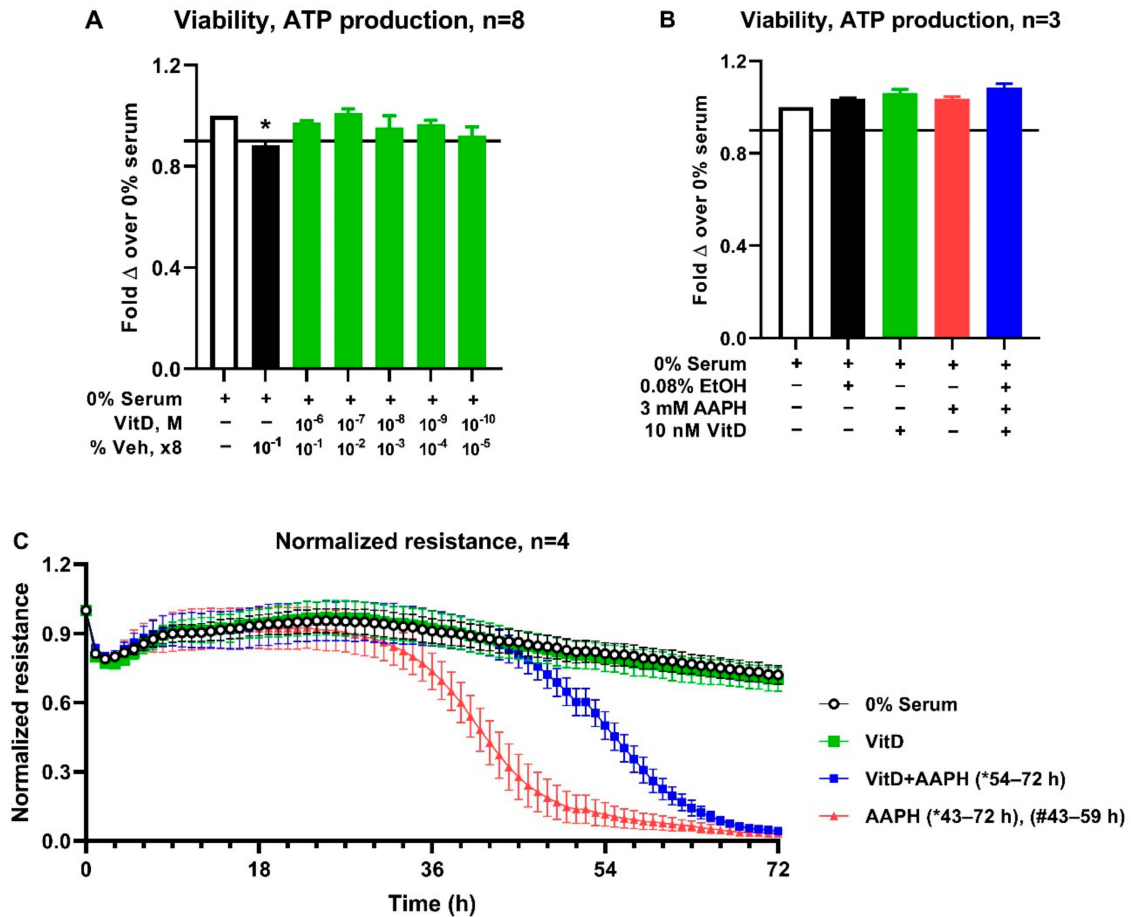 A Viability, ATP production, n=8
Fold Δ over 0% serum
1.2
0.8
0.4
0.0
*
0% Serum + + + + + + +
VitD, M – – 10⁻⁶ 10⁻⁷ 10⁻⁸ 10⁻⁹ 10⁻¹⁰
% Veh, x8 – 10⁻¹ 10⁻¹ 10⁻² 10⁻³ 10⁻⁴ 10⁻⁵
B Viability, ATP production, n=3
Fold Δ over 0% serum
1.2
0.8
0.4
0.0
0% Serum + + + + +
0.08% EtOH – + – – +
3 mM AAPH – – – + +
10 nM VitD – – + – +
C Normalized resistance, n=4
Normalized resistance
1.2
0.9
0.6
0.3
0.0
0 18 36 54 72
Time (h)
0% Serum
VitD
VitD+AAPH (*54–72 h)
AAPH (*43–72 h), (#43–59 h)